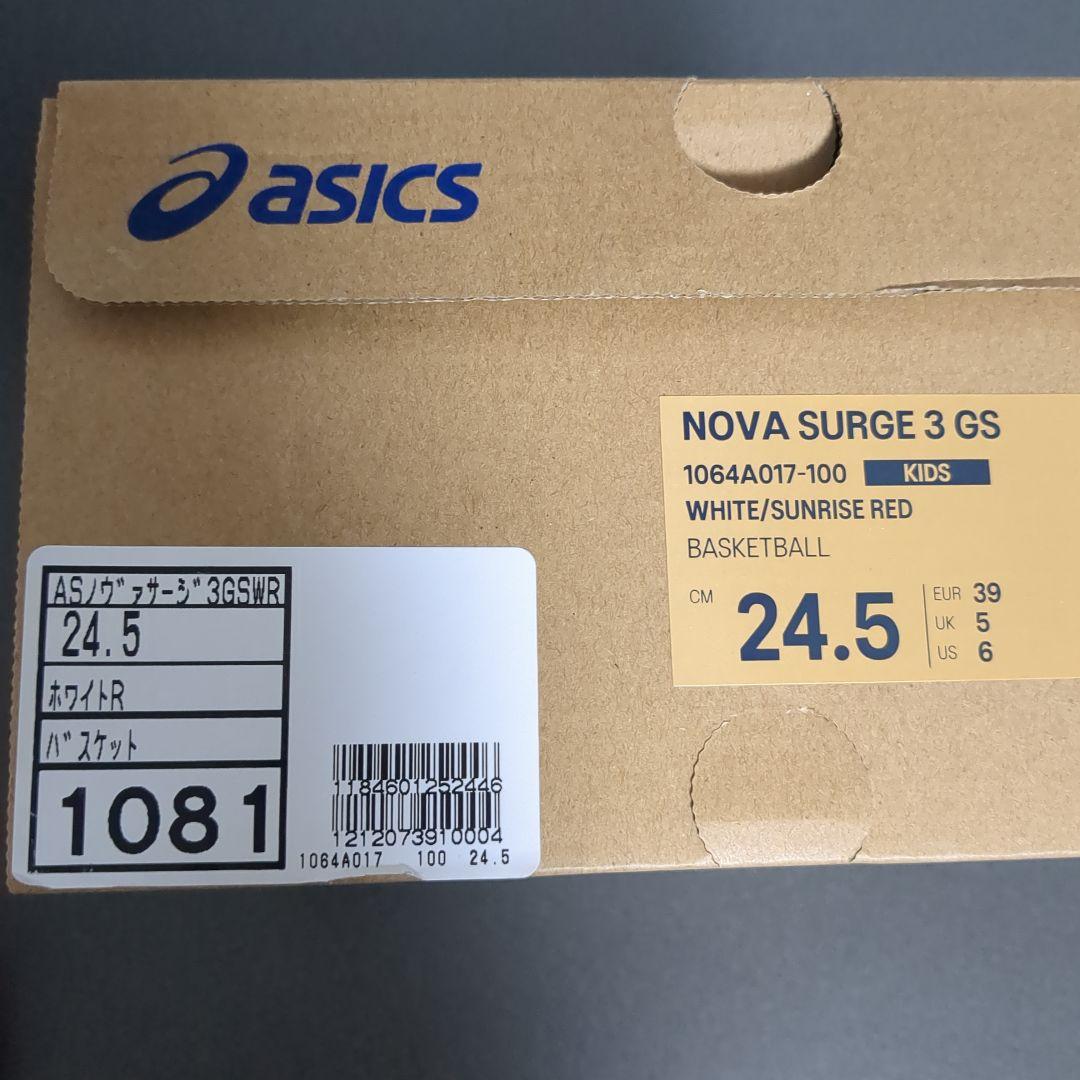 asics
NOVA SURGE 3 GS
1064A017-100 KIDS
WHITE/SUNRISE RED
BASKETBALL
CM 24.5
EUR 39
UK 5
US 6
ASノヴァサージ3GSWR
24.5
ホワイトR
バスケット
1081
1184601252446
1212073910004
1064A017 100 24.5